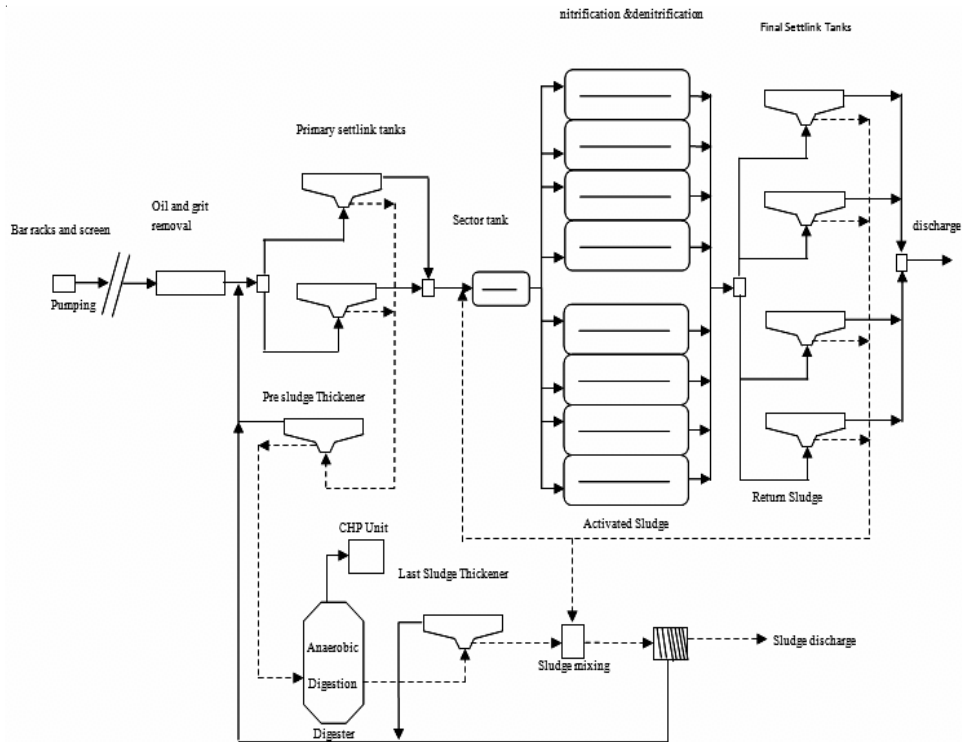 nitrification &denitrification
Final Settlink Tanks
Primary settlink tanks
Oil and grit
removal
Sector tank
Bar racks and screen
discharge
Pumping
Pre sludge Thickener
Return Sludge
Activated Sludge
CHP Unit
Last Sludge Thickener
Anaerobic
Digestion
Sludge mixing
Sludge discharge
Digester